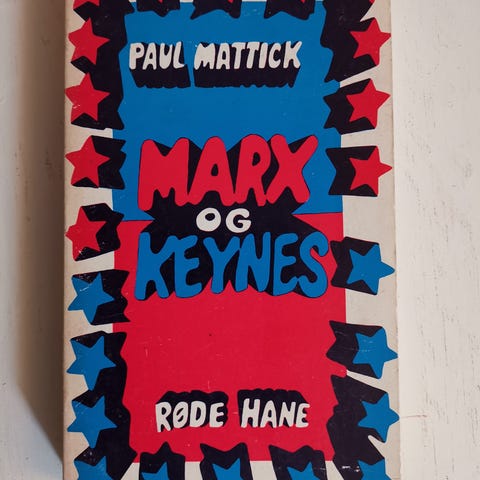 PAUL MATTICK
MARX
OG
KEYNES
RØDE HANE